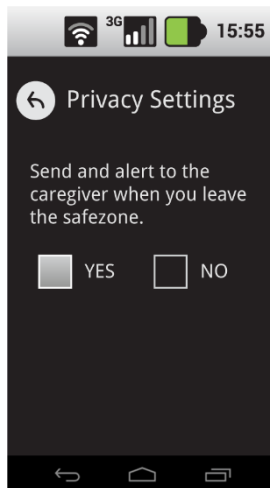 3G 15:55
Privacy Settings
Send and alert to the
caregiver when you leave
the safezone.
YES NO